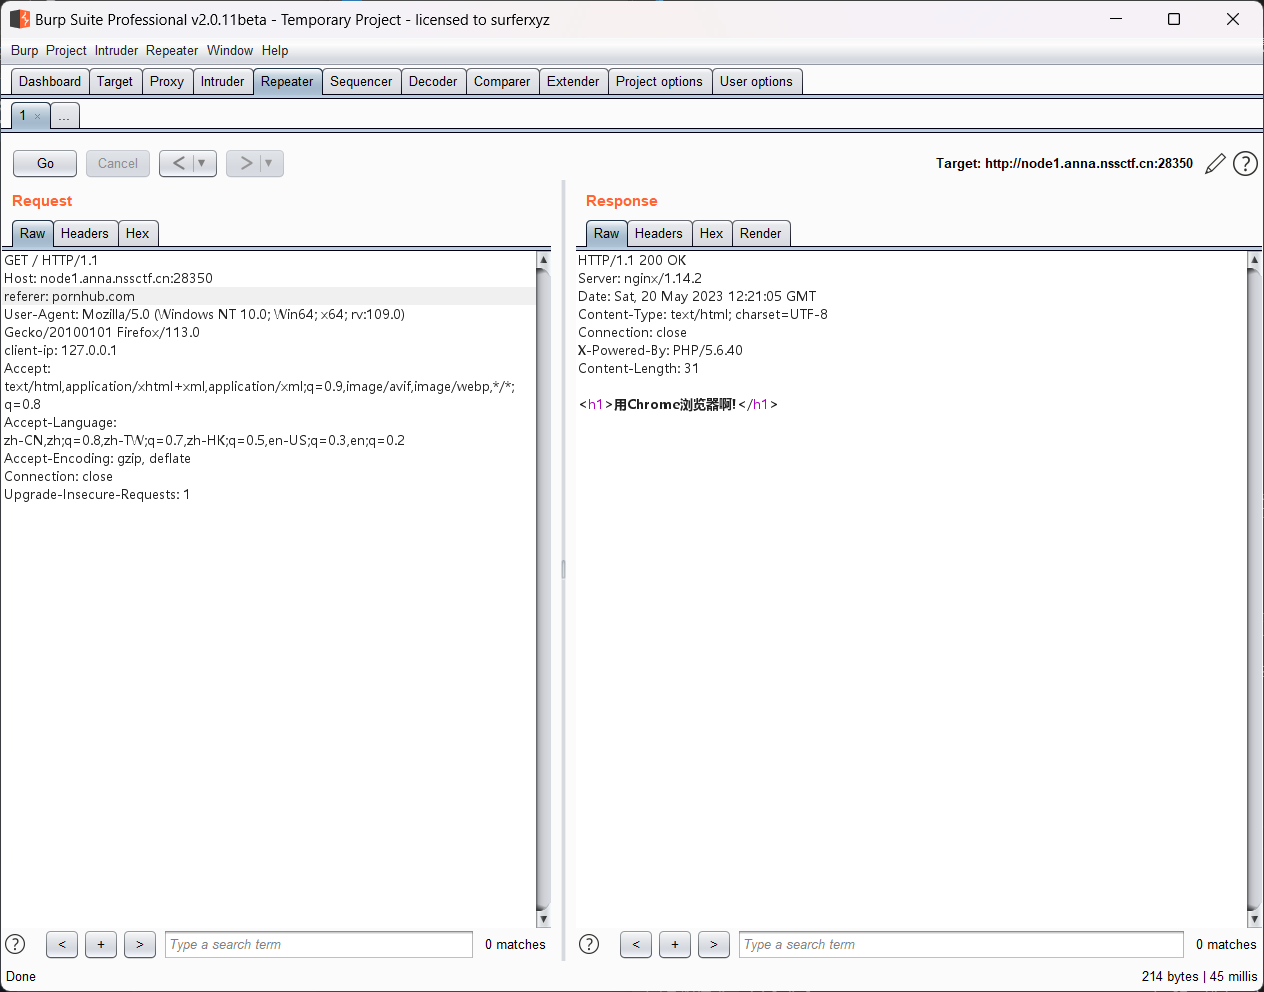 Burp Suite Professional v2.0.11beta - Temporary Project - licensed to surferxyz
Burp Project Intruder Repeater Window Help
Dashboard Target Proxy Intruder Repeater Sequencer Decoder Comparer Extender Project options User options
1 × ...
Go Cancel < ▼ > ▼ Target: http://node1.anna.nssctf.cn:28350 ?
Request
Raw Headers Hex
GET / HTTP/1.1
Host: node1.anna.nssctf.cn:28350
referer: pornhub.com
User-Agent: Mozilla/5.0 (Windows NT 10.0; Win64; x64; rv:109.0)
Gecko/20100101 Firefox/113.0
client-ip: 127.0.0.1
Accept:
text/html,application/xhtml+xml,application/xml;q=0.9,image/avif,image/webp,*/*;
q=0.8
Accept-Language:
zh-CN,zh;q=0.8,zh-TW;q=0.7,zh-HK;q=0.5,en-US;q=0.3,en;q=0.2
Accept-Encoding: gzip, deflate
Connection: close
Upgrade-Insecure-Requests: 1
? < + > Type a search term 0 matches
Response
Raw Headers Hex Render
HTTP/1.1 200 OK
Server: nginx/1.14.2
Date: Sat, 20 May 2023 12:21:05 GMT
Content-Type: text/html; charset=UTF-8
Connection: close
X-Powered-By: PHP/5.6.40
Content-Length: 31
<h1>用Chrome浏览器啊!</h1>
? < + > Type a search term 0 matches
Done 214 bytes | 45 millis